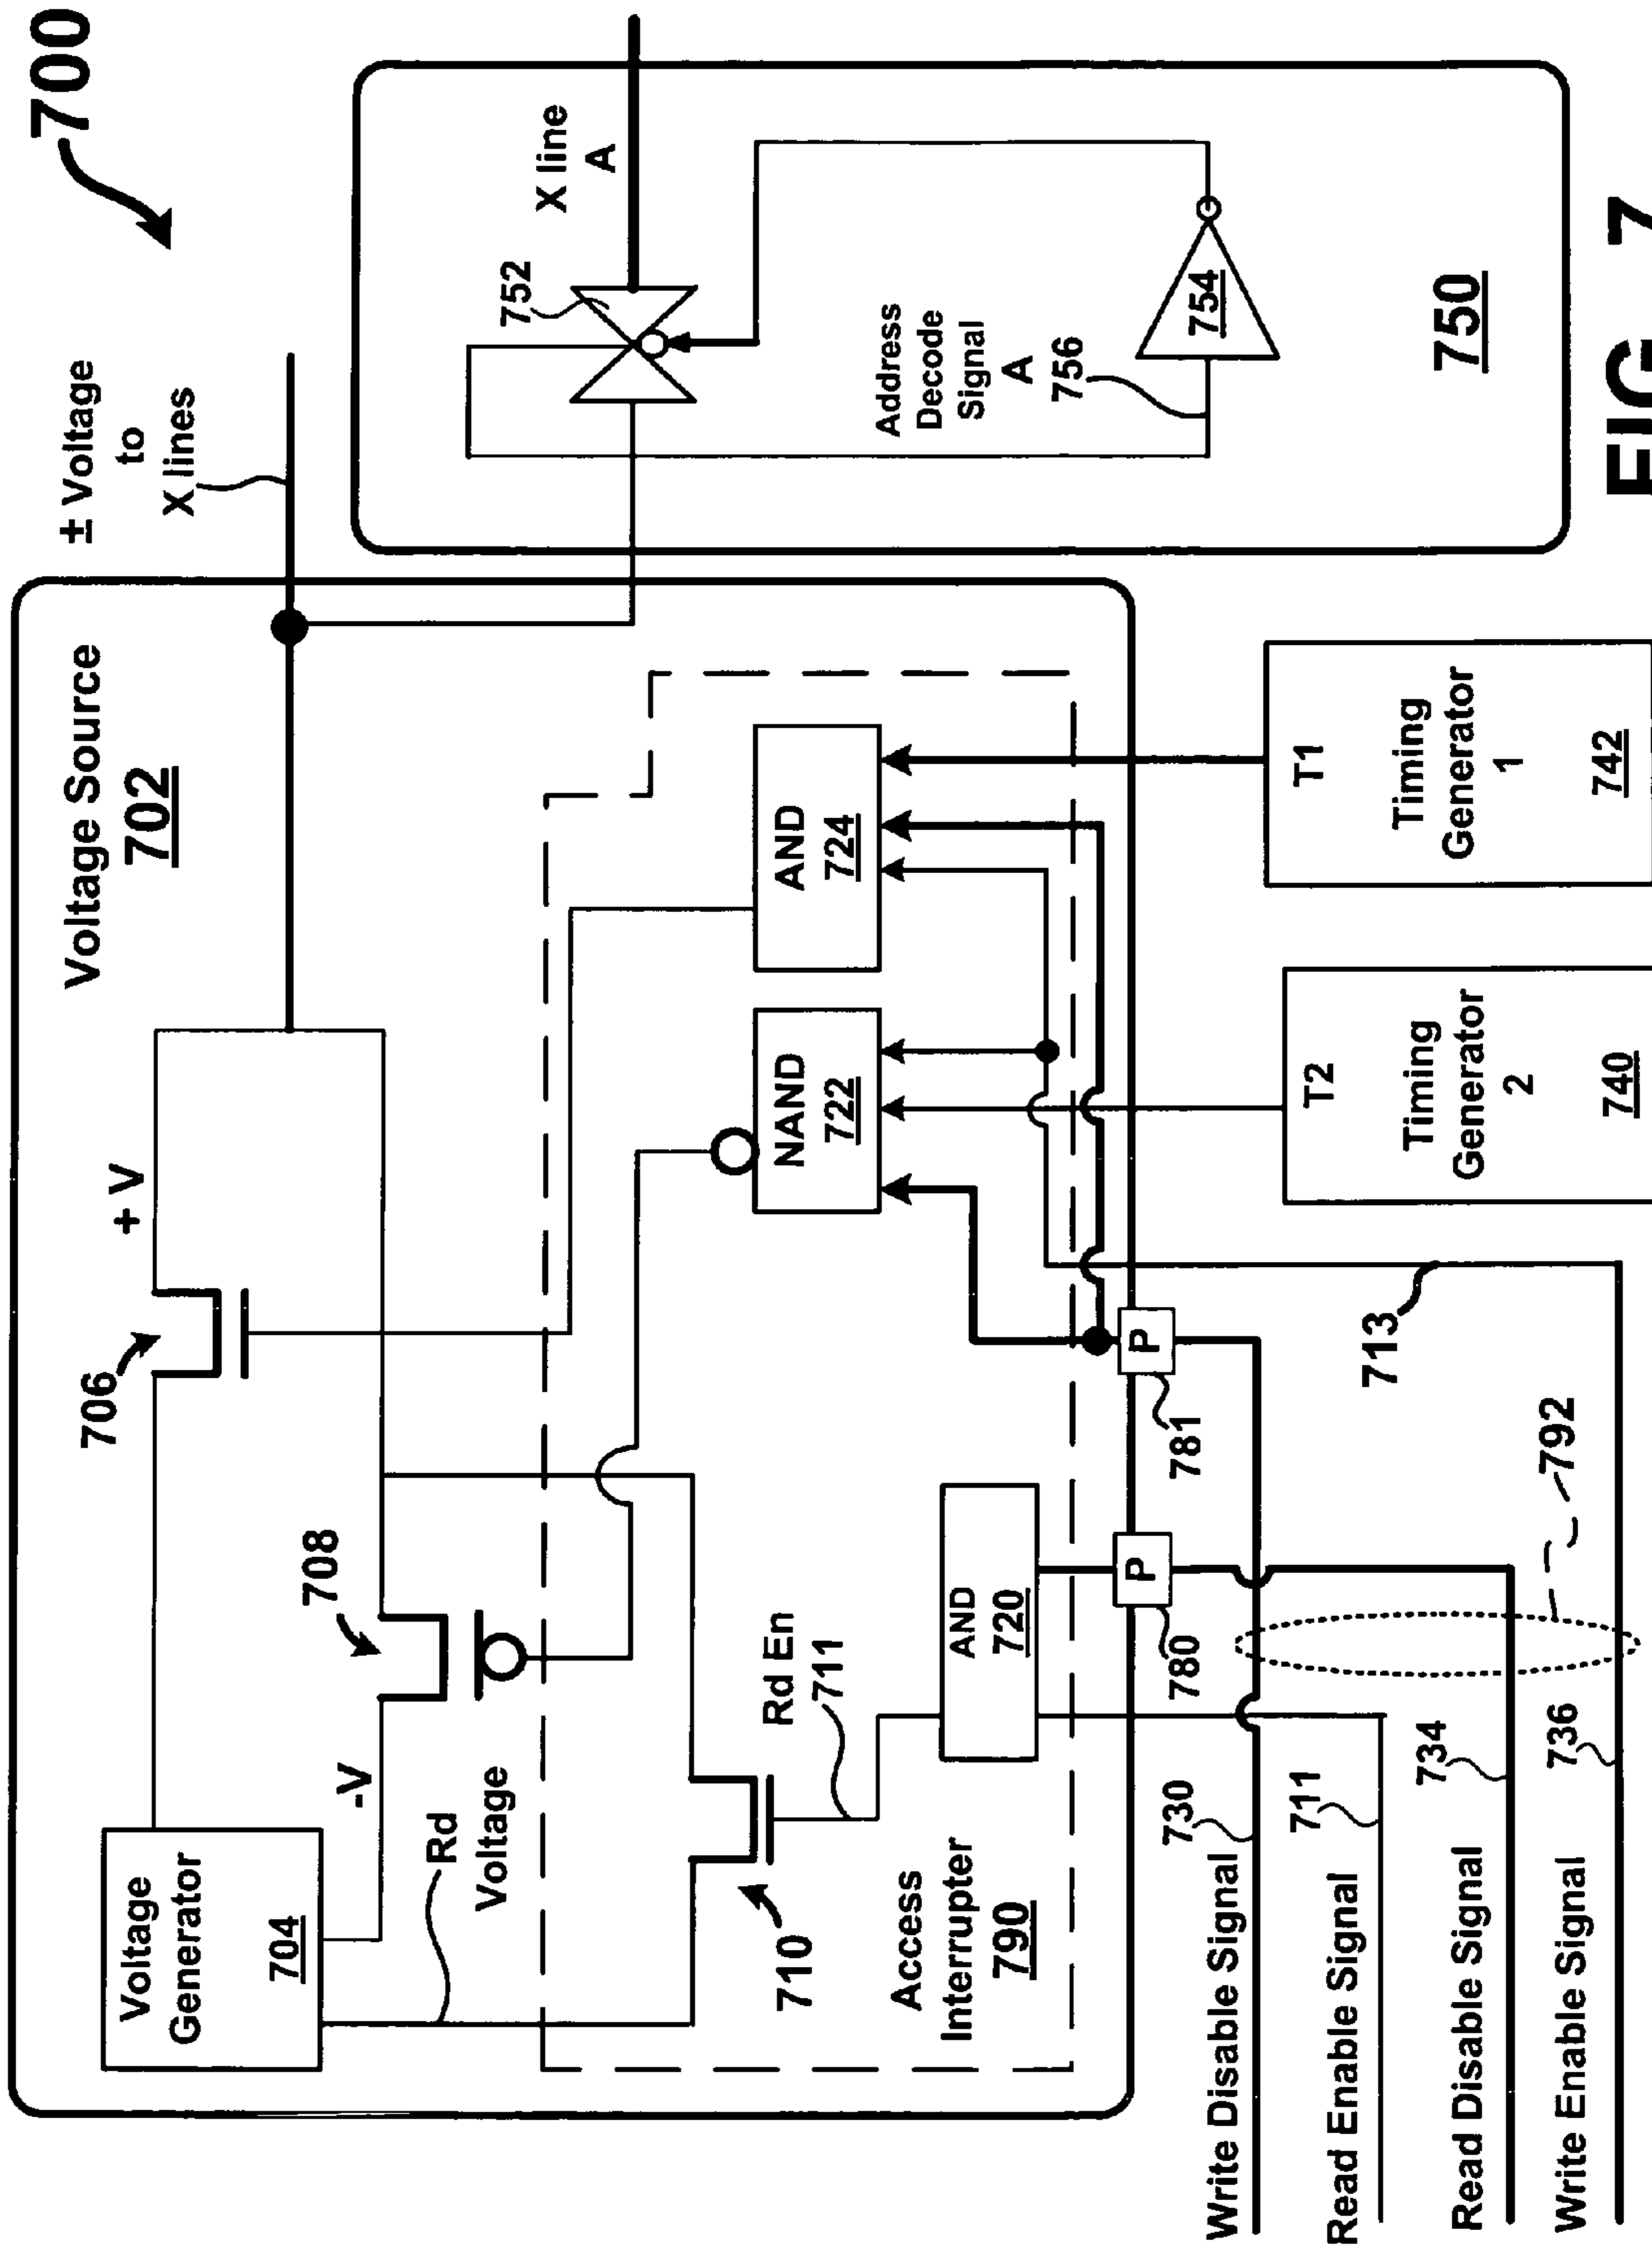 700
± Voltage
to
X lines
Voltage Source
702
+ V
706
Voltage
Generator
704
708
-V
Rd
Voltage
710
Rd En
711
Access
Interrupter
790
AND
720
NAND
722
AND
724
X line
A
752
Address
Decode
Signal
A
756
754
750
P
780
P
781
713
792
T2
Timing
Generator
2
740
T1
Timing
Generator
1
742
Write Disable Signal
730
Read Enable Signal
711
Read Disable Signal
734
Write Enable Signal
736
FIG 7